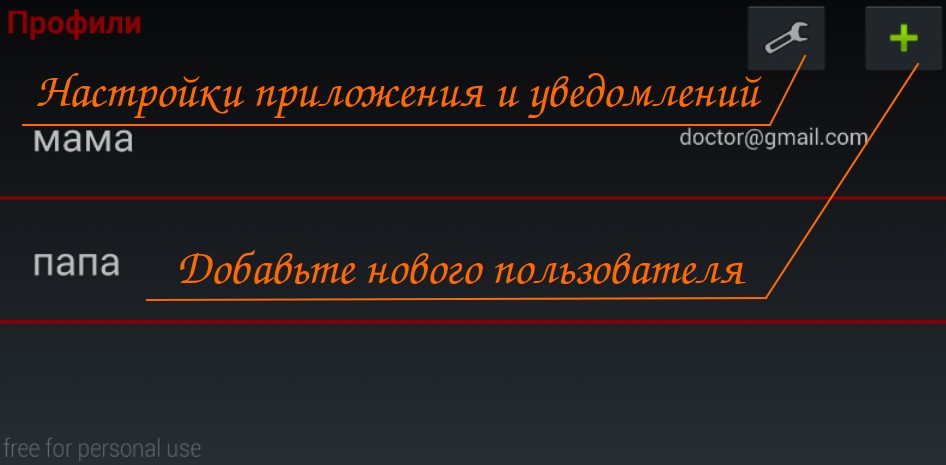 Профили
Настройки приложения и уведомлений
мама
doctor@gmail.com
папа
Добавьте нового пользователя
free for personal use